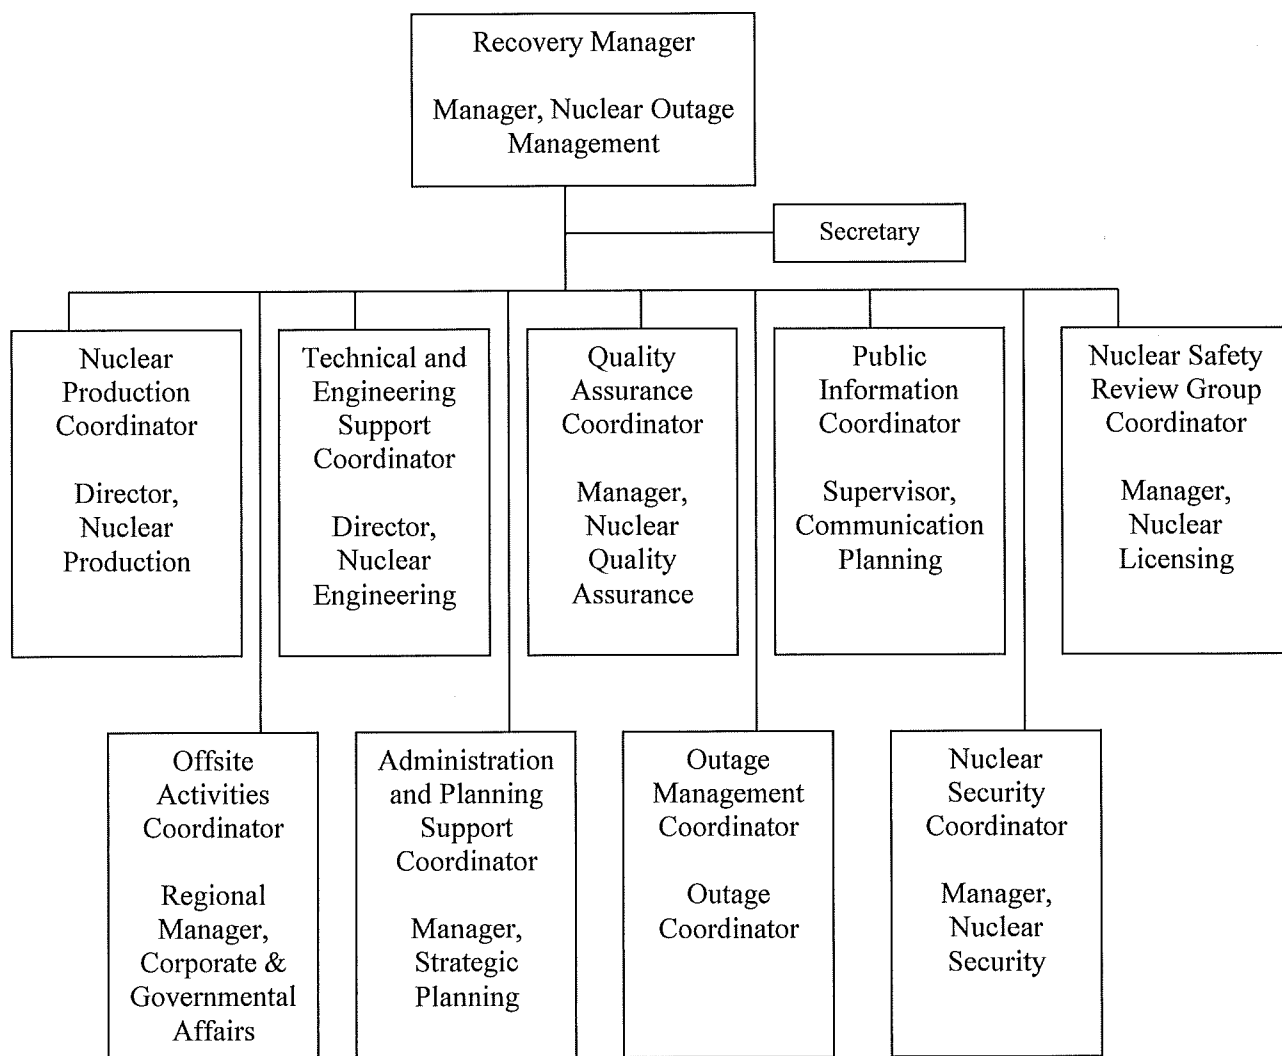 Recovery Manager
Manager, Nuclear Outage
Management
Secretary
Nuclear
Production
Coordinator
Director,
Nuclear
Production
Technical and
Engineering
Support
Coordinator
Director,
Nuclear
Engineering
Quality
Assurance
Coordinator
Manager,
Nuclear
Quality
Assurance
Public
Information
Coordinator
Supervisor,
Communication
Planning
Nuclear Safety
Review Group
Coordinator
Manager,
Nuclear
Licensing
Offsite
Activities
Coordinator
Regional
Manager,
Corporate &
Governmental
Affairs
Administration
and Planning
Support
Coordinator
Manager,
Strategic
Planning
Outage
Management
Coordinator
Outage
Coordinator
Nuclear
Security
Coordinator
Manager,
Nuclear
Security